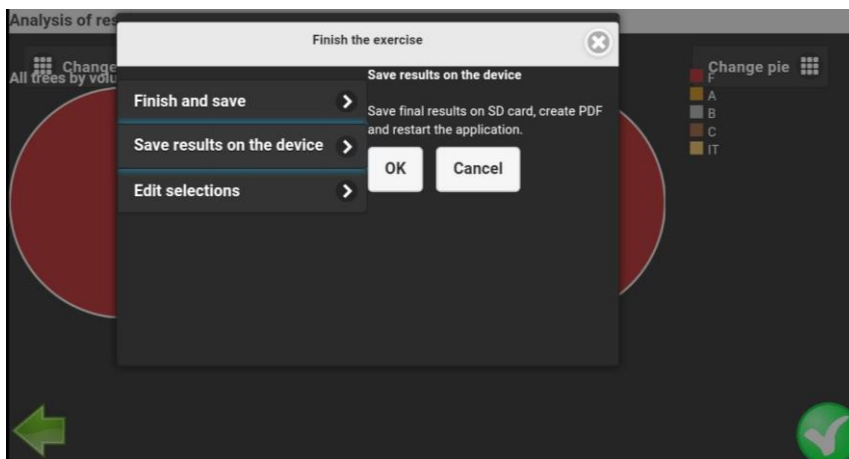 Analysis of res
Finish the exercise
Change
Change pie
All trees by volu
Save results on the device
Finish and save
Save final results on SD card, create PDF
and restart the application.
Save results on the device
OK
Cancel
Edit selections
F
A
B
C
IT